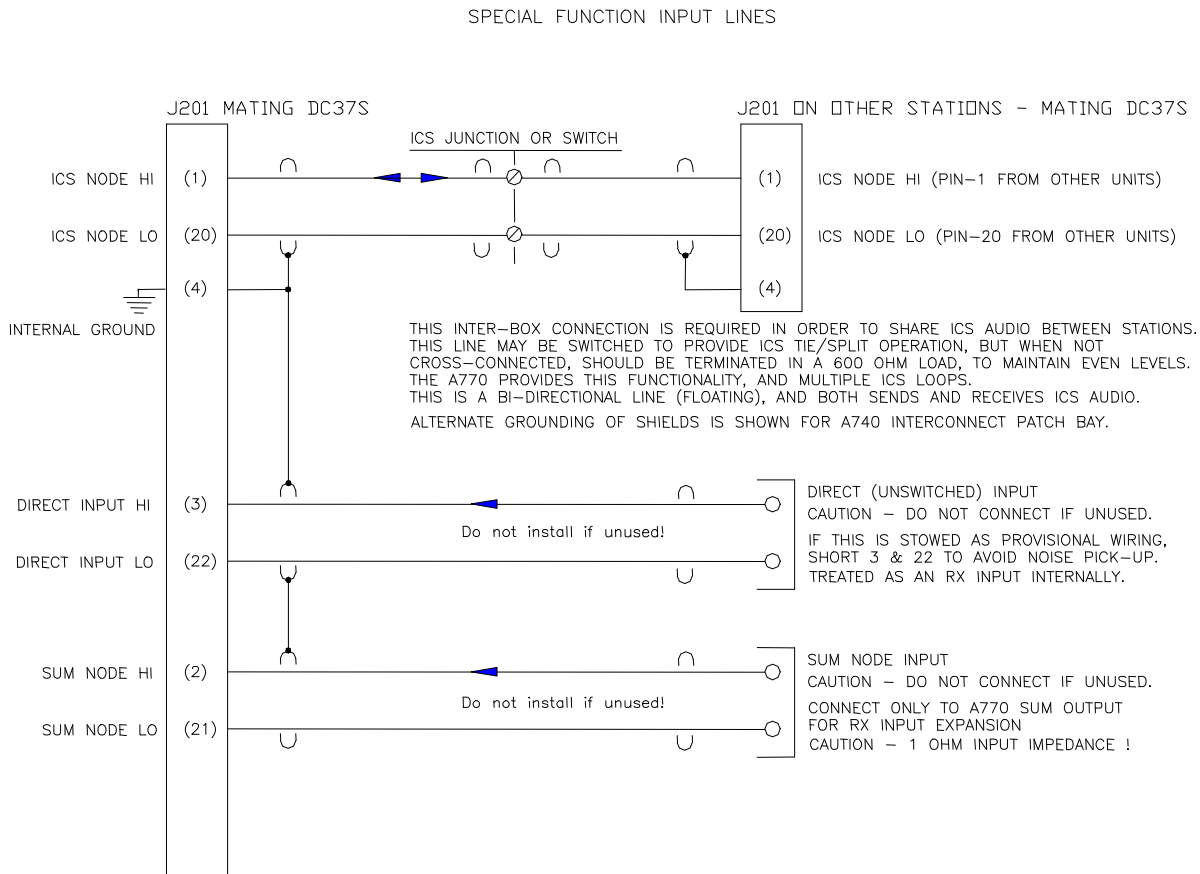 SPECIAL FUNCTION INPUT LINES
J201 MATING DC37S
J201 ON OTHER STATIONS - MATING DC37S
ICS JUNCTION OR SWITCH
ICS NODE HI (1)
(1) ICS NODE HI (PIN-1 FROM OTHER UNITS)
ICS NODE LO (20)
(20) ICS NODE LO (PIN-20 FROM OTHER UNITS)
(4)
(4)
INTERNAL GROUND
THIS INTER-BOX CONNECTION IS REQUIRED IN ORDER TO SHARE ICS AUDIO BETWEEN STATIONS.
THIS LINE MAY BE SWITCHED TO PROVIDE ICS TIE/SPLIT OPERATION, BUT WHEN NOT
CROSS-CONNECTED, SHOULD BE TERMINATED IN A 600 OHM LOAD, TO MAINTAIN EVEN LEVELS.
THE A770 PROVIDES THIS FUNCTIONALITY, AND MULTIPLE ICS LOOPS.
THIS IS A BI-DIRECTIONAL LINE (FLOATING), AND BOTH SENDS AND RECEIVES ICS AUDIO.
ALTERNATE GROUNDING OF SHIELDS IS SHOWN FOR A740 INTERCONNECT PATCH BAY.
DIRECT INPUT HI (3)
Do not install if unused!
DIRECT INPUT LO (22)
DIRECT (UNSWITCHED) INPUT
CAUTION - DO NOT CONNECT IF UNUSED.
IF THIS IS STOWED AS PROVISIONAL WIRING,
SHORT 3 & 22 TO AVOID NOISE PICK-UP.
TREATED AS AN RX INPUT INTERNALLY.
SUM NODE HI (2)
Do not install if unused!
SUM NODE LO (21)
SUM NODE INPUT
CAUTION - DO NOT CONNECT IF UNUSED.
CONNECT ONLY TO A770 SUM OUTPUT
FOR RX INPUT EXPANSION
CAUTION - 1 OHM INPUT IMPEDANCE !